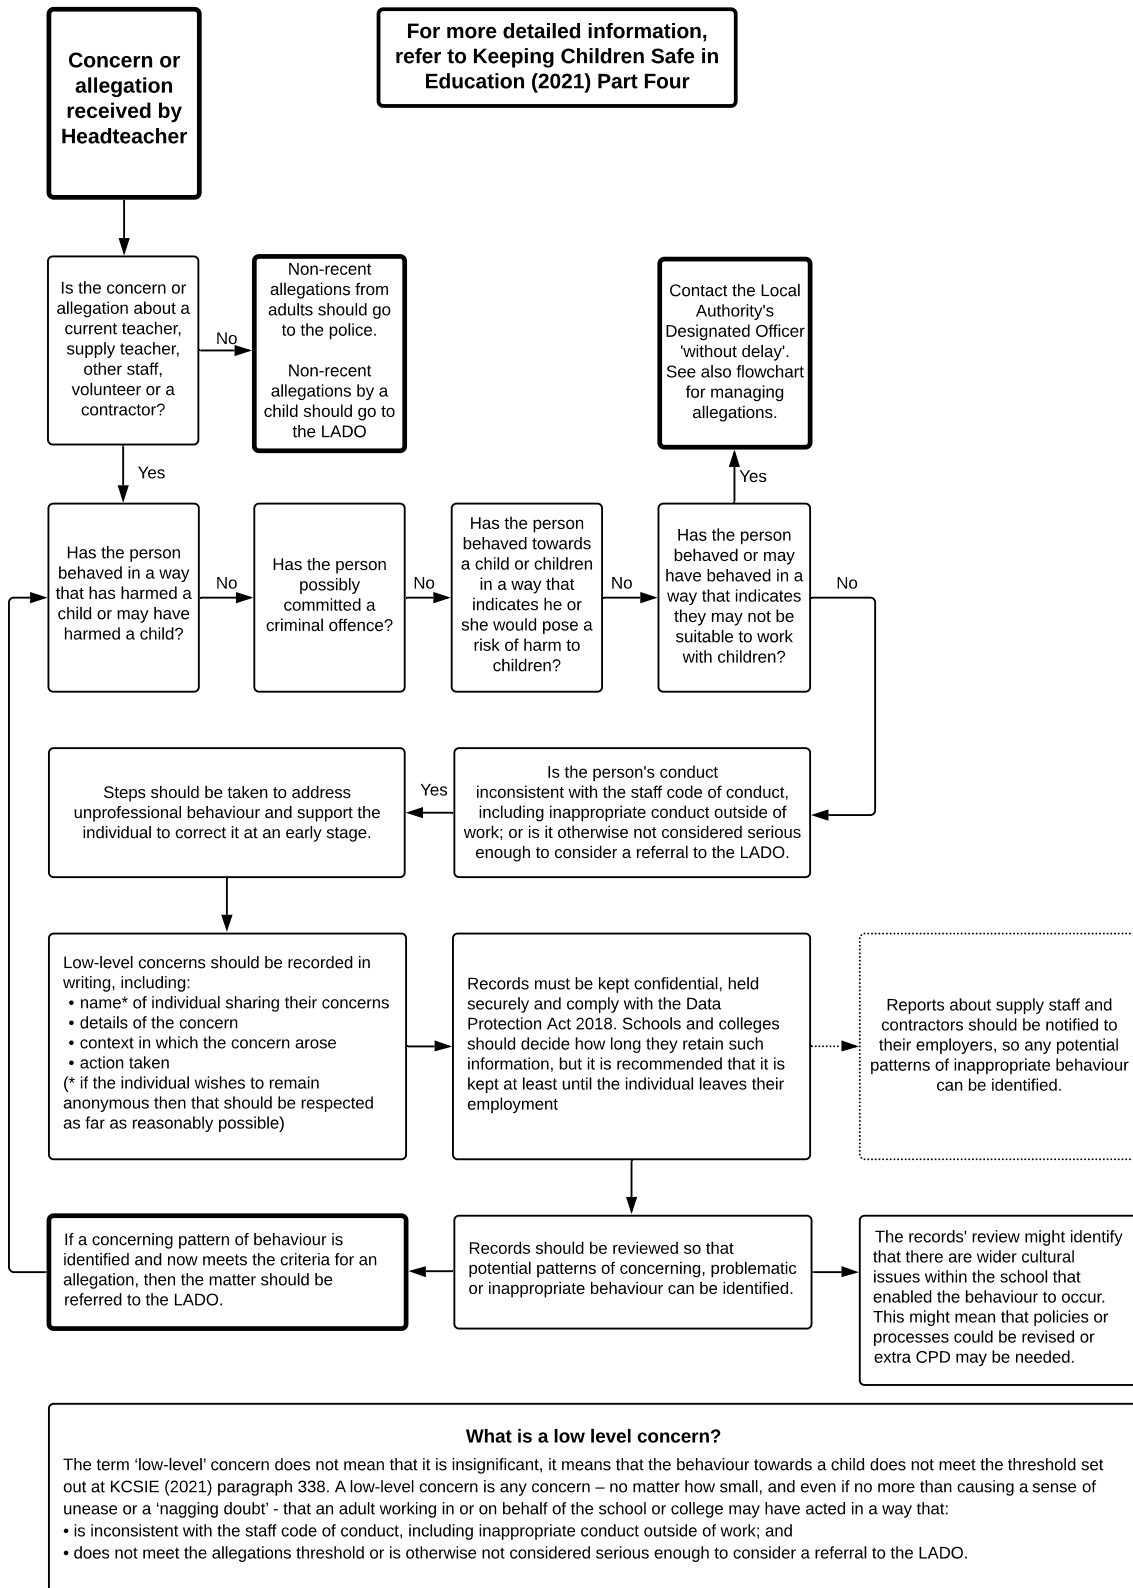 Concern or
allegation
received by
Headteacher
For more detailed information,
refer to Keeping Children Safe in
Education (2021) Part Four
Is the concern or
allegation about a
current teacher,
supply teacher,
other staff,
volunteer or a
contractor?
No
Non-recent
allegations from
adults should go
to the police.
Non-recent
allegations by a
child should go to
the LADO
Contact the Local
Authority's
Designated Officer
'without delay'.
See also flowchart
for managing
allegations.
Yes
Yes
Has the person
behaved in a way
that has harmed a
child or may have
harmed a child?
No
Has the person
possibly
committed a
criminal offence?
No
Has the person
behaved towards
a child or children
in a way that
indicates he or
she would pose a
risk of harm to
children?
No
Has the person
behaved or may
have behaved in a
way that indicates
they may not be
suitable to work
with children?
No
Steps should be taken to address
unprofessional behaviour and support the
individual to correct it at an early stage.
Yes
Is the person's conduct
inconsistent with the staff code of conduct,
including inappropriate conduct outside of
work; or is it otherwise not considered serious
enough to consider a referral to the LADO.
Low-level concerns should be recorded in
writing, including:
• name* of individual sharing their concerns
• details of the concern
• context in which the concern arose
• action taken
(* if the individual wishes to remain
anonymous then that should be respected
as far as reasonably possible)
Records must be kept confidential, held
securely and comply with the Data
Protection Act 2018. Schools and colleges
should decide how long they retain such
information, but it is recommended that it is
kept at least until the individual leaves their
employment
Reports about supply staff and
contractors should be notified to
their employers, so any potential
patterns of inappropriate behaviour
can be identified.
If a concerning pattern of behaviour is
identified and now meets the criteria for an
allegation, then the matter should be
referred to the LADO.
Records should be reviewed so that
potential patterns of concerning, problematic
or inappropriate behaviour can be identified.
The records' review might identify
that there are wider cultural
issues within the school that
enabled the behaviour to occur.
This might mean that policies or
processes could be revised or
extra CPD may be needed.
What is a low level concern?
The term ‘low-level’ concern does not mean that it is insignificant, it means that the behaviour towards a child does not meet the threshold set
out at KCSIE (2021) paragraph 338. A low-level concern is any concern – no matter how small, and even if no more than causing a sense of
unease or a ‘nagging doubt’ - that an adult working in or on behalf of the school or college may have acted in a way that:
• is inconsistent with the staff code of conduct, including inappropriate conduct outside of work; and
• does not meet the allegations threshold or is otherwise not considered serious enough to consider a referral to the LADO.